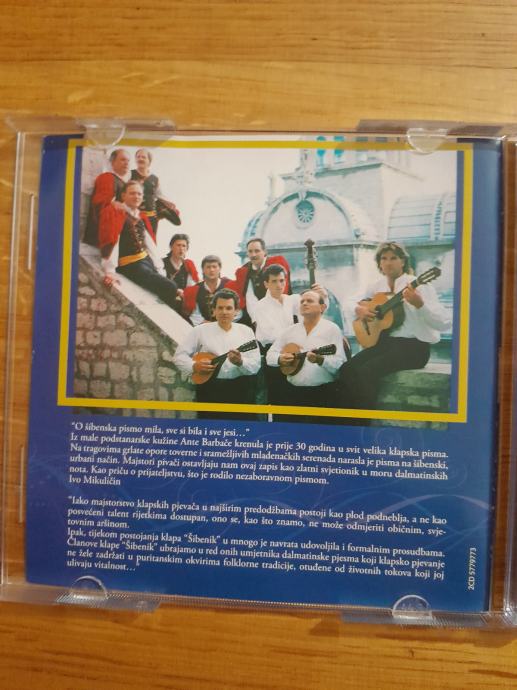 "O šibenska pismo mila, sve si bila i sve jesi..."
Iz male podstanarske kužine Ante Barbače krenula je prije 30 godina u svit velika klapska pisma.
Na tragovima grlate opore toverne i sramežljivih mladenačkih serenada narasla je pisma na šibenski,
urbani način. Majstori pivači ostavljaju nam ovaj zapis kao zlatni svjetionik u moru dalmatinskih
nota. Kao priču o prijateljstvu, što je rodilo nezaboravnom pismom.
Ivo Mikuličin
"Iako majstorstvo klapskih pjevača u najširim predodžbama postoji kao plod podneblja, a ne kao
posvećeni talent rijetkima dostupan, ono se, kao što znamo, ne može odmjeriti običnim, svje-
tovnim aršinom.
Ipak, tijekom postojanja klapa "Šibenik" u mnogo je navrata udovoljila i formalnim prosudbama.
Članove klape "Šibenik" ubrajamo u red onih umjetnika dalmatinske pjesma koji klapsko pjevanje
ne žele zadržati u puritanskim okvirima folklorne tradicije, otuđene od životnih tokova koji joj
ulivaju vitalnost...
2CD 5779773